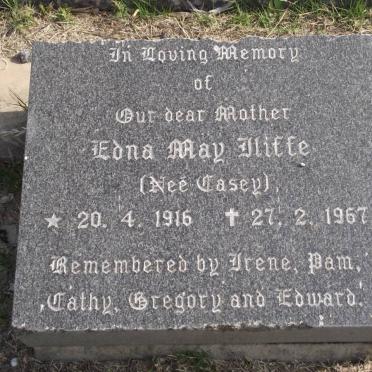 In Loving Memory
of
Our dear Mother
Edna May Iliffe
(Neé Casey)
★ 20. 4. 1916 ✝ 27. 2. 1967
Remembered by Irene, Pam,
Cathy, Gregory and Edward.